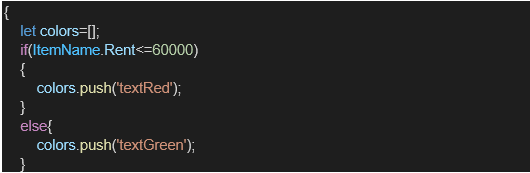 {
    let colors=[];
    if(ItemName.Rent<=60000)
    {
        colors.push('textRed');
    }
    else{
        colors.push('textGreen');
    }